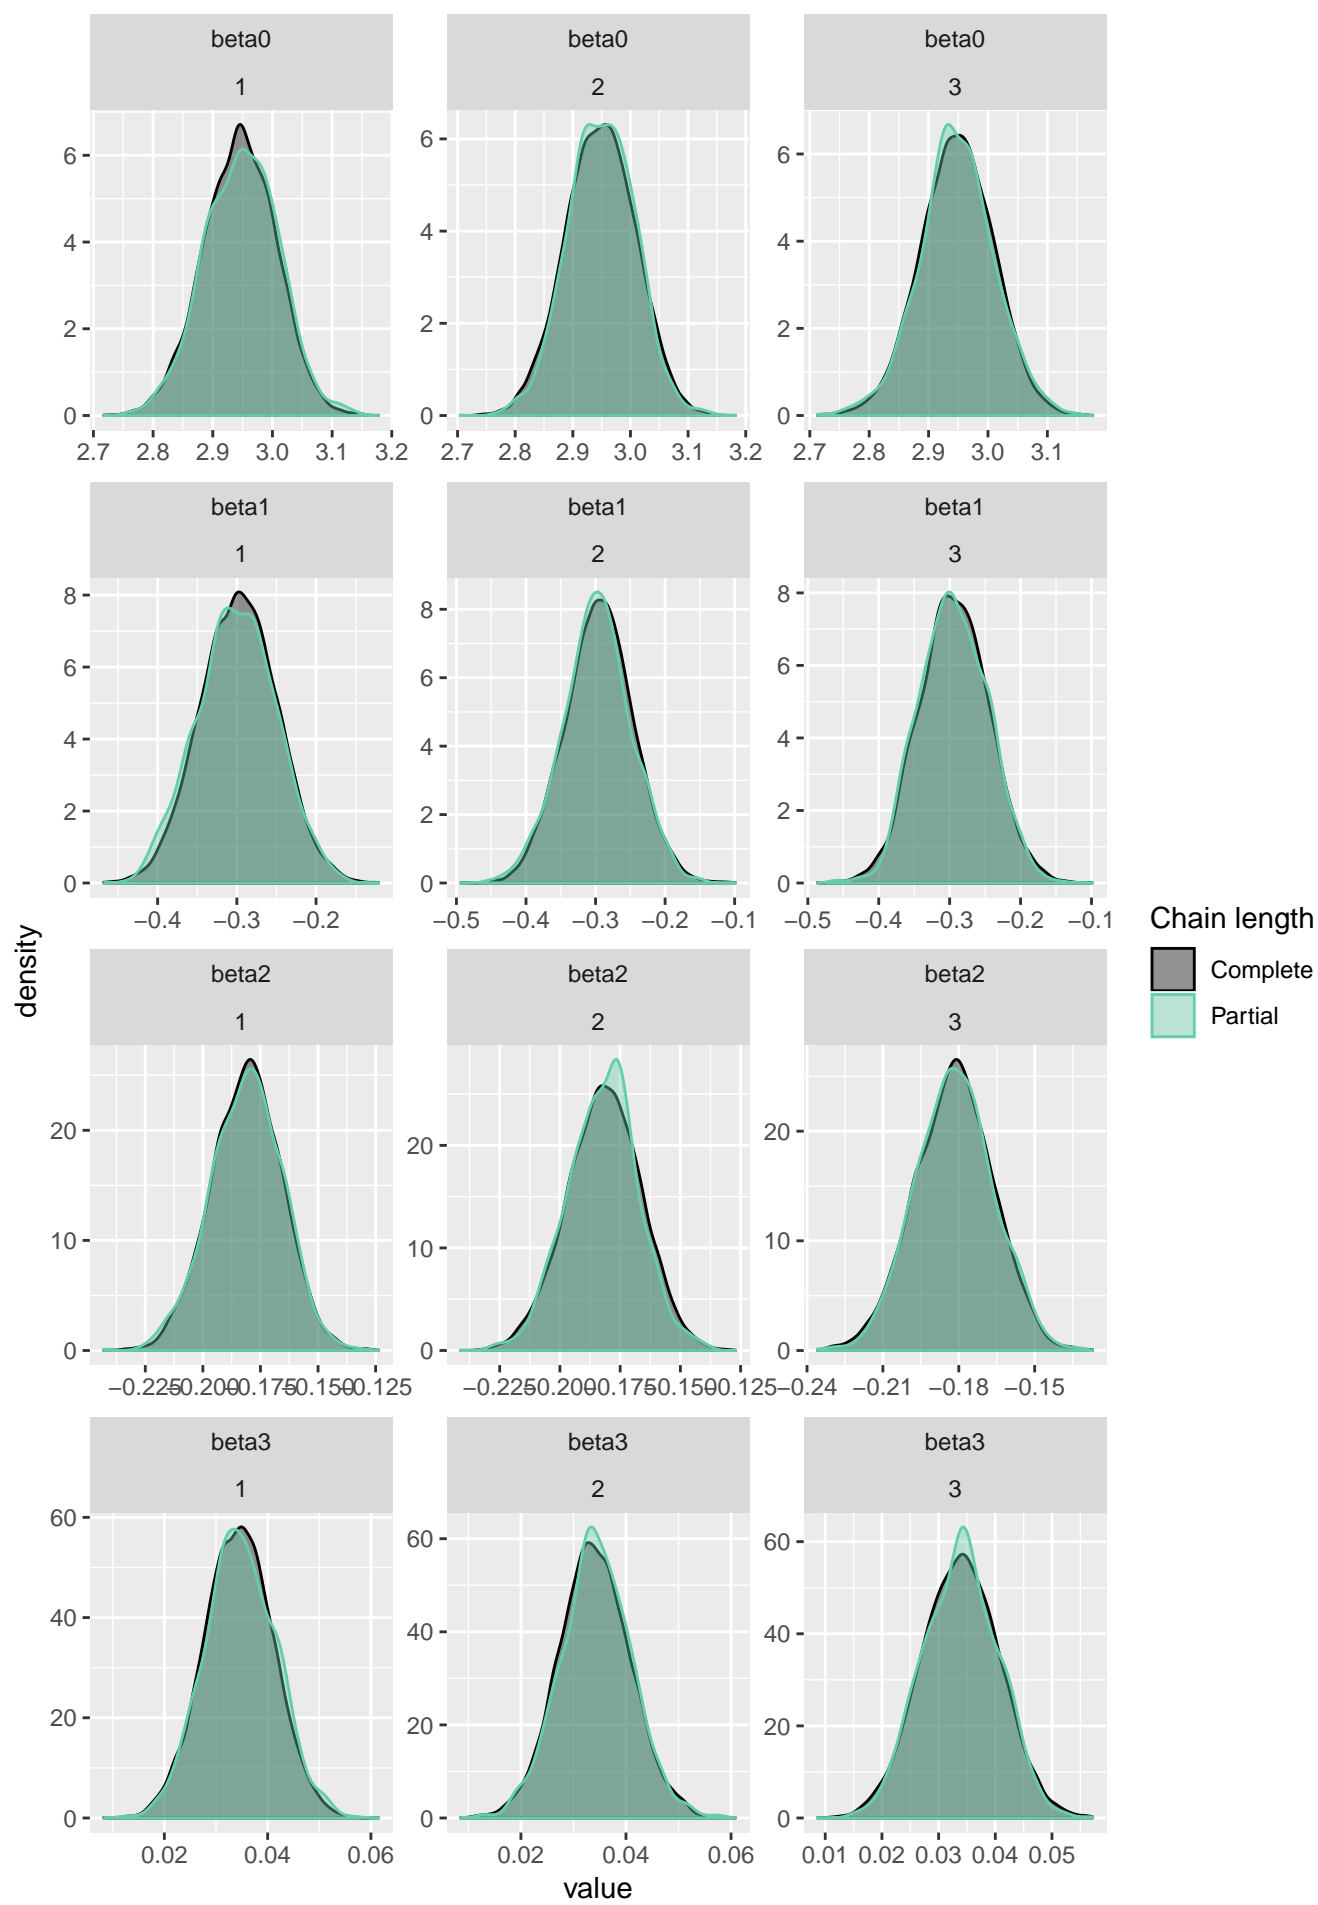 beta0 beta0 beta0
1 2 3
6 6 6
4 4 4
2 2 2
0 0 0
2.7 2.8 2.9 3.0 3.1 3.2 2.7 2.8 2.9 3.0 3.1 3.2 2.7 2.8 2.9 3.0 3.1
beta1 beta1 beta1
1 2 3
8 8 8
6 6 6
4 4 4
2 2 2
0 0 0
−0.4 −0.3 −0.2 −0.5 −0.4 −0.3 −0.2 −0.1 −0.5 −0.4 −0.3 −0.2 −0.1
density
Chain length
Complete
Partial
beta2 beta2 beta2
1 2 3
20 20 20
10 10 10
0 0 0
−0.225 −0.200 −0.175 −0.150 −0.125 −0.225 −0.200 −0.175 −0.150 −0.125 −0.24 −0.21 −0.18 −0.15
beta3 beta3 beta3
1 2 3
60 60 60
40 40 40
20 20 20
0 0 0
0.02 0.04 0.06 0.02 0.04 0.06 0.01 0.02 0.03 0.04 0.05
value